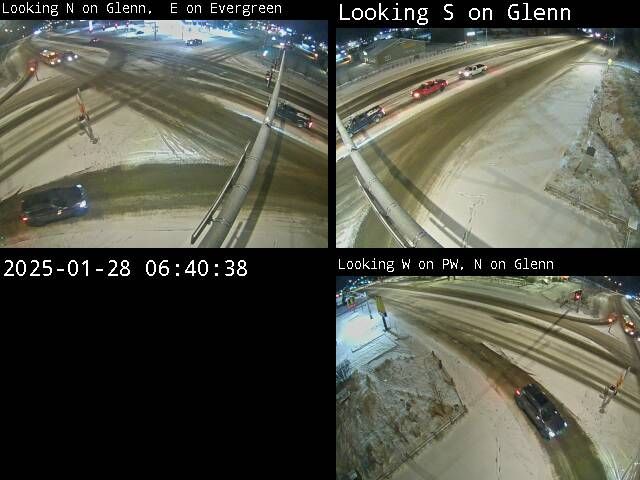 Looking N on Glenn,  E on Evergreen
Looking S on Glenn
2025-01-28 06:40:38
Looking W on PW, N on Glenn